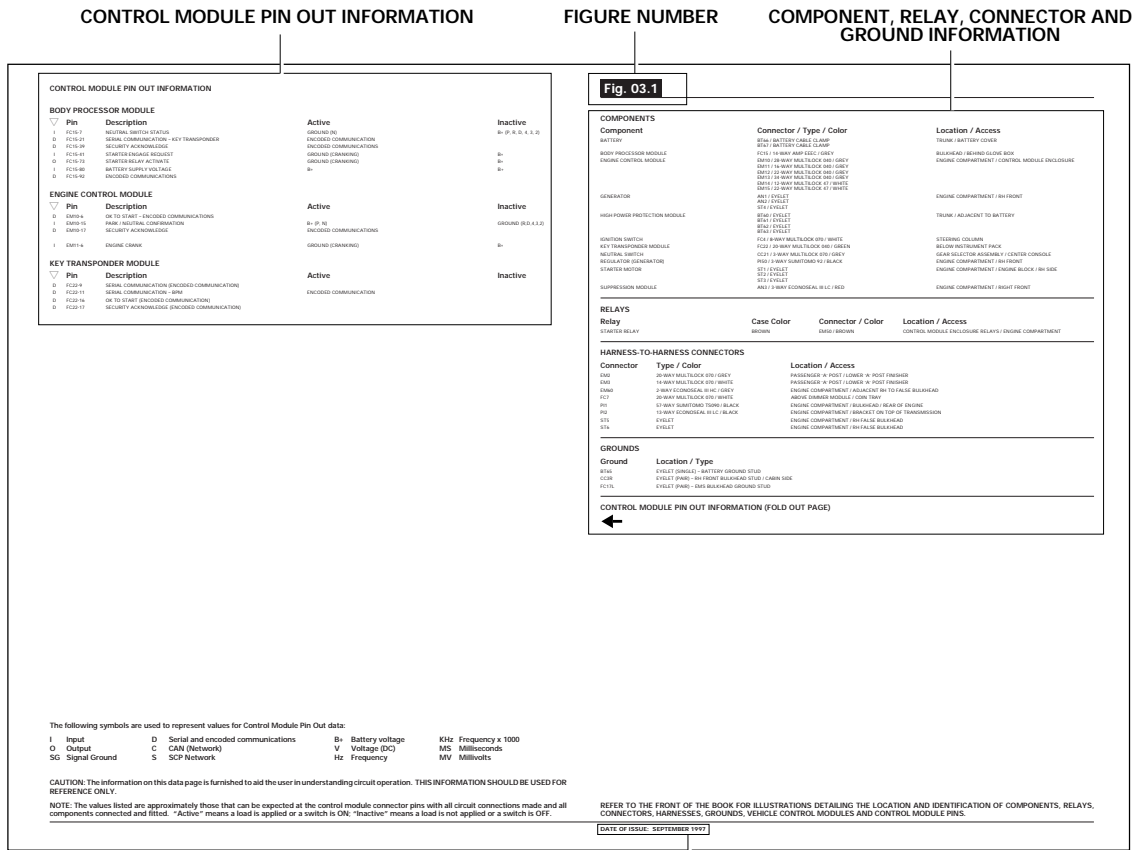 CONTROL MODULE PIN OUT INFORMATION
FIGURE NUMBER
COMPONENT, RELAY, CONNECTOR AND
GROUND INFORMATION
CONTROL MODULE PIN OUT INFORMATION
BODY PROCESSOR MODULE
▽ Pin Description Active Inactive
I FC15-7 NEUTRAL SWITCH STATUS GROUND (N) B+ (P, R, D, 4, 3, 2)
D FC15-21 SERIAL COMMUNICATION – KEY TRANSPONDER ENCODED COMMUNICATION
D FC15-39 SECURITY ACKNOWLEDGE ENCODED COMMUNICATIONS
I FC15-41 STARTER ENGAGE REQUEST GROUND (CRANKING) B+
O FC15-73 STARTER RELAY ACTIVATE GROUND (CRANKING) B+
I FC15-80 BATTERY SUPPLY VOLTAGE B+ B+
D FC15-92 ENCODED COMMUNICATIONS
ENGINE CONTROL MODULE
▽ Pin Description Active Inactive
D EM10-6 OK TO START – ENCODED COMMUNICATIONS
O EM10-15 PARK / NEUTRAL CONFIRMATION B+ (P, N) GROUND (R,D,4,3,2)
D EM10-17 SECURITY ACKNOWLEDGE ENCODED COMMUNICATIONS
I EM11-6 ENGINE CRANK GROUND (CRANKING) B+
KEY TRANSPONDER MODULE
▽ Pin Description Active Inactive
D FC22-9 SERIAL COMMUNICATION (ENCODED COMMUNICATION)
D FC22-11 SERIAL COMMUNICATION – BPM ENCODED COMMUNICATION
D FC22-16 OK TO START (ENCODED COMMUNICATION)
D FC22-17 SECURITY ACKNOWLEDGE (ENCODED COMMUNICATION)
Fig. 03.1
COMPONENTS
Component Connector / Type / Color Location / Access
BATTERY BT66 / BATTERY CABLE CLAMP TRUNK / BATTERY COVER
BT67 / BATTERY CABLE CLAMP
BODY PROCESSOR MODULE FC15 / 14-WAY AMP EEEC / GREY BULKHEAD / BEHIND GLOVE BOX
ENGINE CONTROL MODULE EM10 / 28-WAY MULTILOCK 040 / GREY ENGINE COMPARTMENT / CONTROL MODULE ENCLOSURE
EM11 / 16-WAY MULTILOCK 040 / GREY
EM12 / 22-WAY MULTILOCK 040 / GREY
EM13 / 34-WAY MULTILOCK 040 / GREY
EM14 / 12-WAY MULTILOCK 47 / WHITE
EM15 / 22-WAY MULTILOCK 47 / WHITE
GENERATOR AN1 / EYELET ENGINE COMPARTMENT / RH FRONT
AN2 / EYELET
ST4 / EYELET
HIGH POWER PROTECTION MODULE BT60 / EYELET TRUNK / ADJACENT TO BATTERY
BT61 / EYELET
BT62 / EYELET
BT63 / EYELET
IGNITION SWITCH FC4 / 8-WAY MULTILOCK 070 / WHITE STEERING COLUMN
KEY TRANSPONDER MODULE FC22 / 20-WAY MULTILOCK 040 / GREEN BELOW INSTRUMENT PACK
NEUTRAL SWITCH CC21 / 3-WAY MULTILOCK 070 / GREY GEAR SELECTOR ASSEMBLY / CENTER CONSOLE
REGULATOR (GENERATOR) PI50 / 3-WAY SUMITOMO 92 / BLACK ENGINE COMPARTMENT / RH FRONT
STARTER MOTOR ST1 / EYELET ENGINE COMPARTMENT / ENGINE BLOCK / RH SIDE
ST2 / EYELET
ST3 / EYELET
SUPPRESSION MODULE AN3 / 3-WAY ECONOSEAL III LC / RED ENGINE COMPARTMENT / RIGHT FRONT
RELAYS
Relay Case Color Connector / Color Location / Access
STARTER RELAY BROWN EM50 / BROWN CONTROL MODULE ENCLOSURE RELAYS / ENGINE COMPARTMENT
HARNESS-TO-HARNESS CONNECTORS
Connector Type / Color Location / Access
EM2 20-WAY MULTILOCK 070 / GREY PASSENGER 'A' POST / LOWER 'A' POST FINISHER
EM3 14-WAY MULTILOCK 070 / WHITE PASSENGER 'A' POST / LOWER 'A' POST FINISHER
EM60 2-WAY ECONOSEAL III HC / GREY ENGINE COMPARTMENT / ADJACENT RH TO FALSE BULKHEAD
FC7 20-WAY MULTILOCK 070 / WHITE ABOVE DIMMER MODULE / COIN TRAY
PI1 57-WAY SUMITOMO TS090 / BLACK ENGINE COMPARTMENT / BULKHEAD / REAR OF ENGINE
PI2 13-WAY ECONOSEAL III LC / BLACK ENGINE COMPARTMENT / BRACKET ON TOP OF TRANSMISSION
ST5 EYELET ENGINE COMPARTMENT / RH FALSE BULKHEAD
ST6 EYELET ENGINE COMPARTMENT / RH FALSE BULKHEAD
GROUNDS
Ground Location / Type
BT65 EYELET (SINGLE) – BATTERY GROUND STUD
CC3R EYELET (PAIR) – RH FRONT BULKHEAD STUD / CABIN SIDE
FC17L EYELET (PAIR) – EMS BULKHEAD GROUND STUD
CONTROL MODULE PIN OUT INFORMATION (FOLD OUT PAGE)
The following symbols are used to represent values for Control Module Pin Out data:
I Input D Serial and encoded communications B+ Battery voltage KHz Frequency x 1000
O Output C CAN (Network) V Voltage (DC) MS Milliseconds
SG Signal Ground S SCP Network Hz Frequency MV Millivolts
CAUTION: The information on this data page is furnished to aid the user in understanding circuit operation. THIS INFORMATION SHOULD BE USED FOR
REFERENCE ONLY.
NOTE: The values listed are approximately those that can be expected at the control module connector pins with all circuit connections made and all
components connected and fitted. “Active” means a load is applied or a switch is ON; “Inactive” means a load is not applied or a switch is OFF.
REFER TO THE FRONT OF THE BOOK FOR ILLUSTRATIONS DETAILING THE LOCATION AND IDENTIFICATION OF COMPONENTS, RELAYS,
CONNECTORS, HARNESSES, GROUNDS, VEHICLE CONTROL MODULES AND CONTROL MODULE PINS.
DATE OF ISSUE: SEPTEMBER 1997